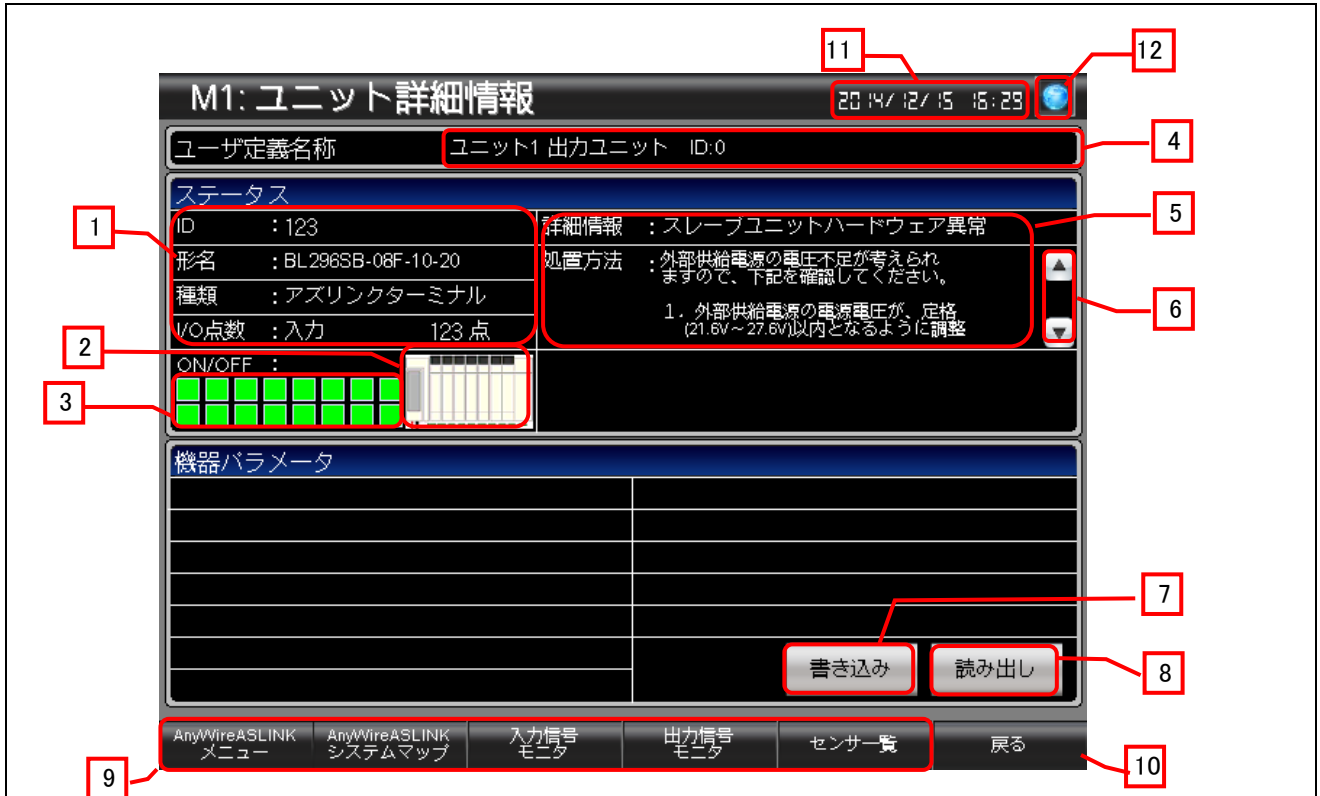 11
12
M1: ユニット詳細情報
2014/12/15 16:29
ユーザ定義名称 ユニット1 出力ユニット ID:0
4
ステータス
1
ID :123
形名 :BL296SB-08F-10-20
種類 :アズリンクターミナル
I/O点数 :入力 123 点
2
ON/OFF :
3
詳細情報 :スレーブユニットハードウェア異常
5
処置方法 :外部供給電源の電圧不足が考えられ
ますので、下記を確認してください。
1. 外部供給電源の電源電圧が、定格
(21.6V～27.6V)以内となるように調整
6
機器パラメータ
7
書き込み
読み出し
8
AnyWireASLINK
メニュー
AnyWireASLINK
システムマップ
入力信号
モニタ
出力信号
モニタ
センサ一覧
戻る
9
10